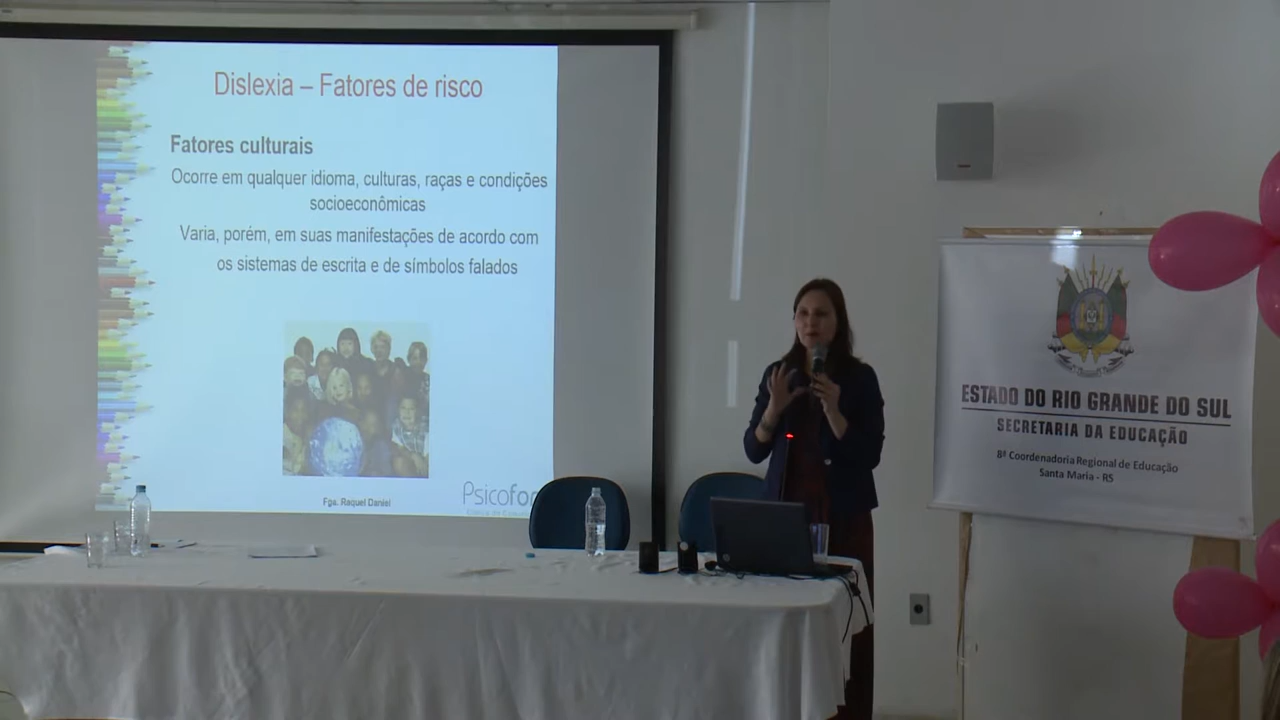 Dislexia – Fatores de risco
Fatores culturais
Ocorre em qualquer idioma, culturas, raças e condições
socioeconômicas
Varia, porém, em suas manifestações de acordo com
os sistemas de escrita e de símbolos falados
Fga. Raquel Daniel
Psicofon
ESTADO DO RIO GRANDE DO SUL
SECRETARIA DA EDUCAÇÃO
8ª Coordenadoria Regional de Educação
Santa Maria - RS